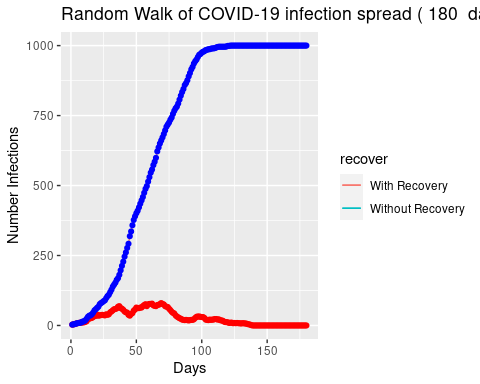 Random Walk of COVID-19 infection spread ( 180 da
1000
750
500
250
0
Number Infections
0 50 100 150
Days
recover
With Recovery
Without Recovery